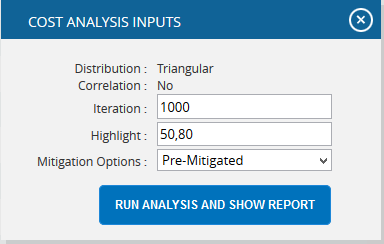 COST ANALYSIS INPUTS
Distribution : Triangular
Correlation : No
Iteration : 1000
Highlight : 50,80
Mitigation Options : Pre-Mitigated
RUN ANALYSIS AND SHOW REPORT